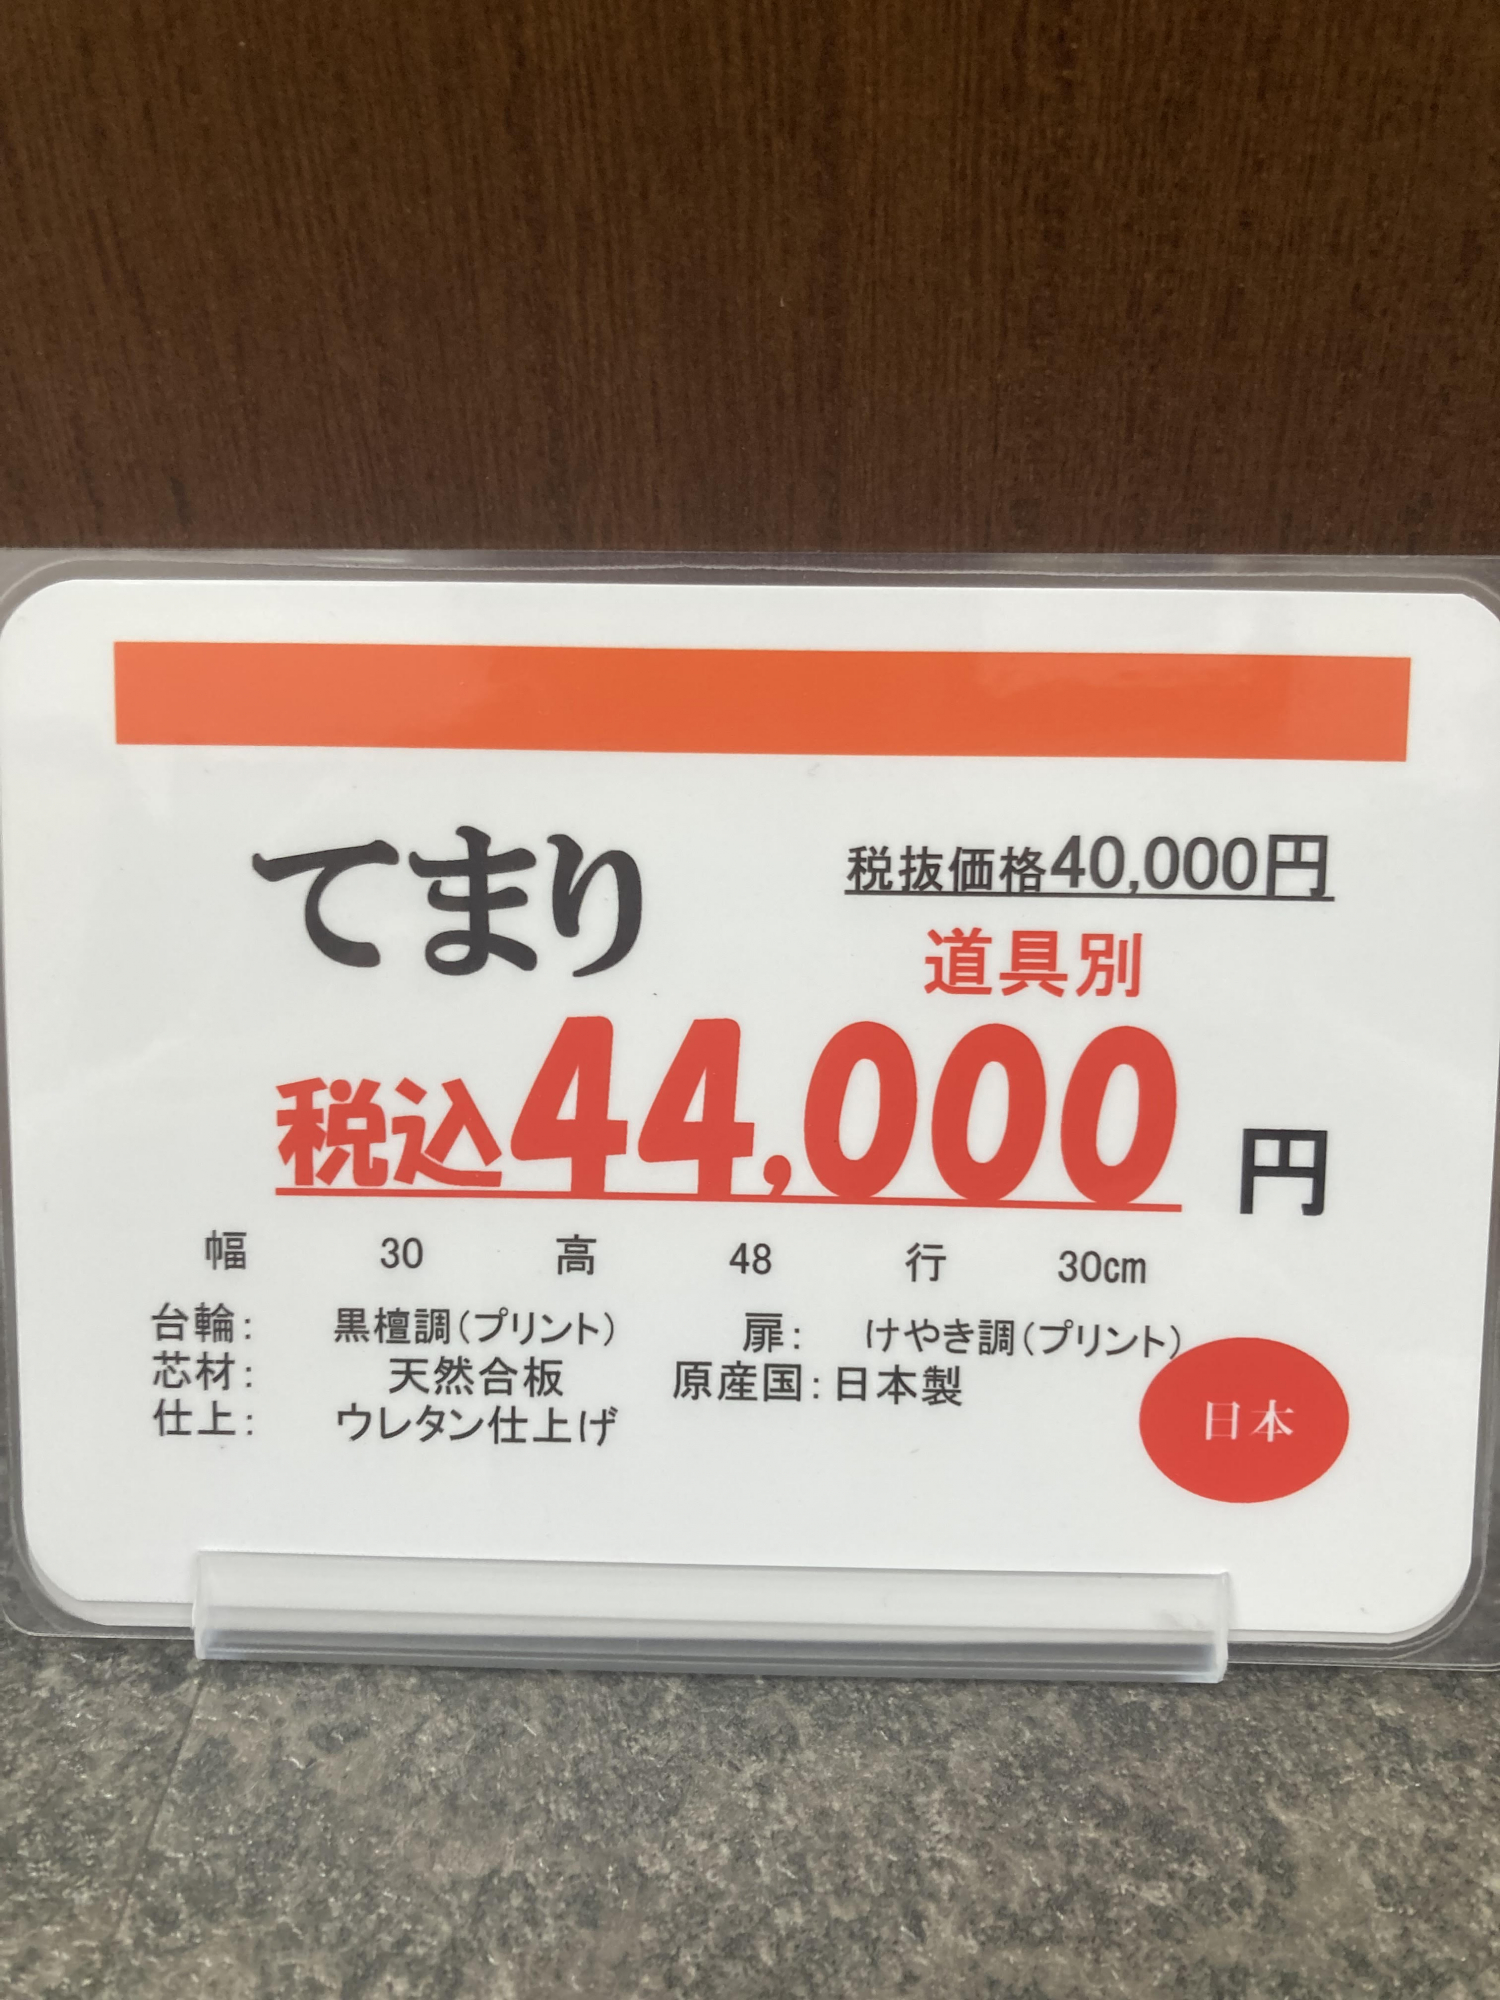 てまり
税抜価格40,000円
道具別
税込44,000 円
幅 30 高 48 行 30cm
台輪: 黒檀調(プリント) 扉: けやき調(プリント)
芯材: 天然合板 原産国:日本製
仕上: ウレタン仕上げ
日本